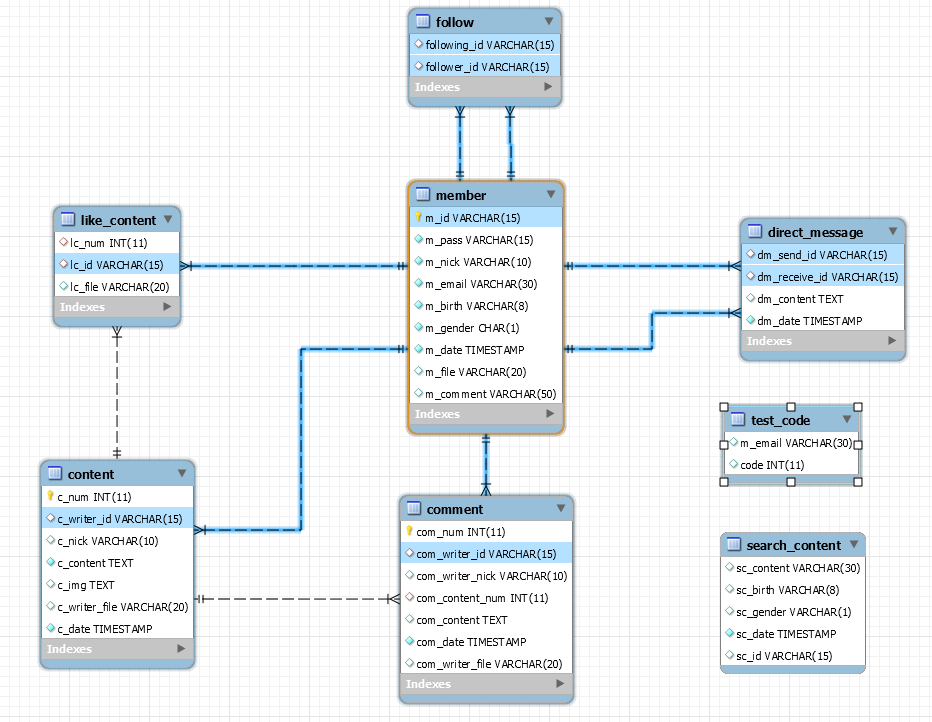 follow
following_id VARCHAR(15)
follower_id VARCHAR(15)
Indexes
member
m_id VARCHAR(15)
m_pass VARCHAR(15)
m_nick VARCHAR(10)
m_email VARCHAR(30)
m_birth VARCHAR(8)
m_gender CHAR(1)
m_date TIMESTAMP
m_file VARCHAR(20)
m_comment VARCHAR(50)
Indexes
like_content
lc_num INT(11)
lc_id VARCHAR(15)
lc_file VARCHAR(20)
Indexes
direct_message
dm_send_id VARCHAR(15)
dm_receive_id VARCHAR(15)
dm_content TEXT
dm_date TIMESTAMP
Indexes
test_code
m_email VARCHAR(30)
code INT(11)
content
c_num INT(11)
c_writer_id VARCHAR(15)
c_nick VARCHAR(10)
c_content TEXT
c_img TEXT
c_writer_file VARCHAR(20)
c_date TIMESTAMP
Indexes
comment
com_num INT(11)
com_writer_id VARCHAR(15)
com_writer_nick VARCHAR(10)
com_content_num INT(11)
com_content TEXT
com_date TIMESTAMP
com_writer_file VARCHAR(20)
Indexes
search_content
sc_content VARCHAR(30)
sc_birth VARCHAR(8)
sc_gender VARCHAR(1)
sc_date TIMESTAMP
sc_id VARCHAR(15)